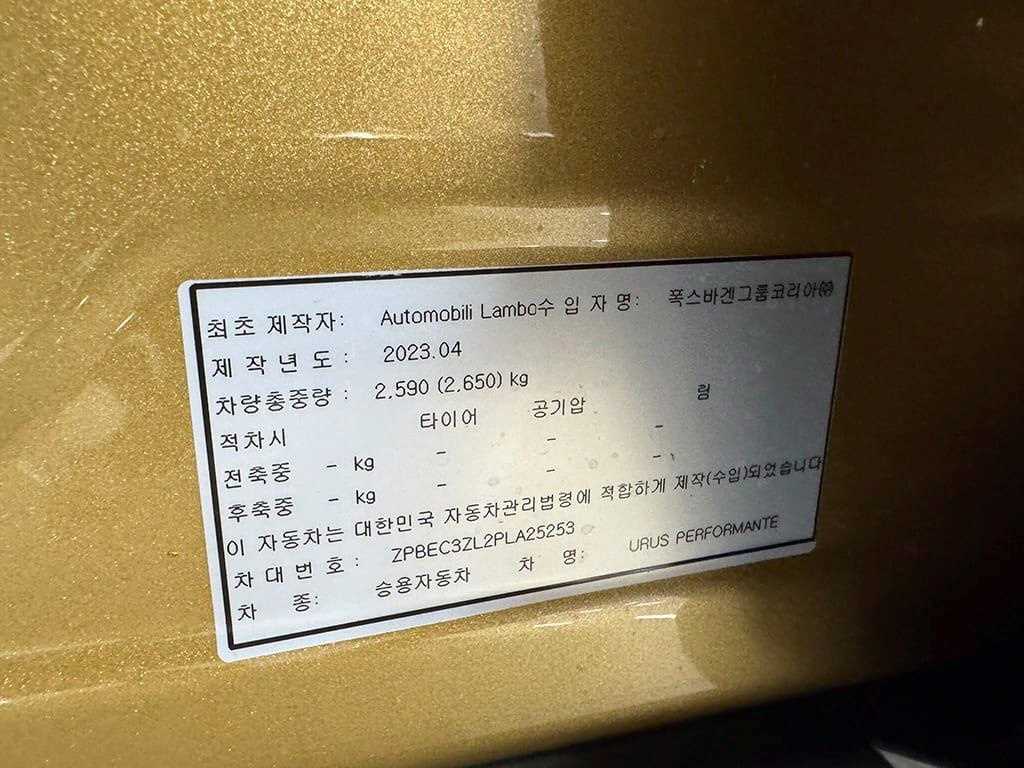 최초 제작자: Automobili Lambo수 입 자 명: 폭스바겐그룹코리아㈜
제 작 년 도 : 2023.04
차량총중량 : 2.590 (2.650) kg
적차시 타이어 공기압 림
전축중 - kg - - -
후축중 - kg - - -
이 자동차는 대한민국 자동차관리법령에 적합하게 제작(수입)되었습니다
차 대 번 호 : ZPBEC3ZL2PLA25253
차 종: 승용자동차 차 명: URUS PERFORMANTE